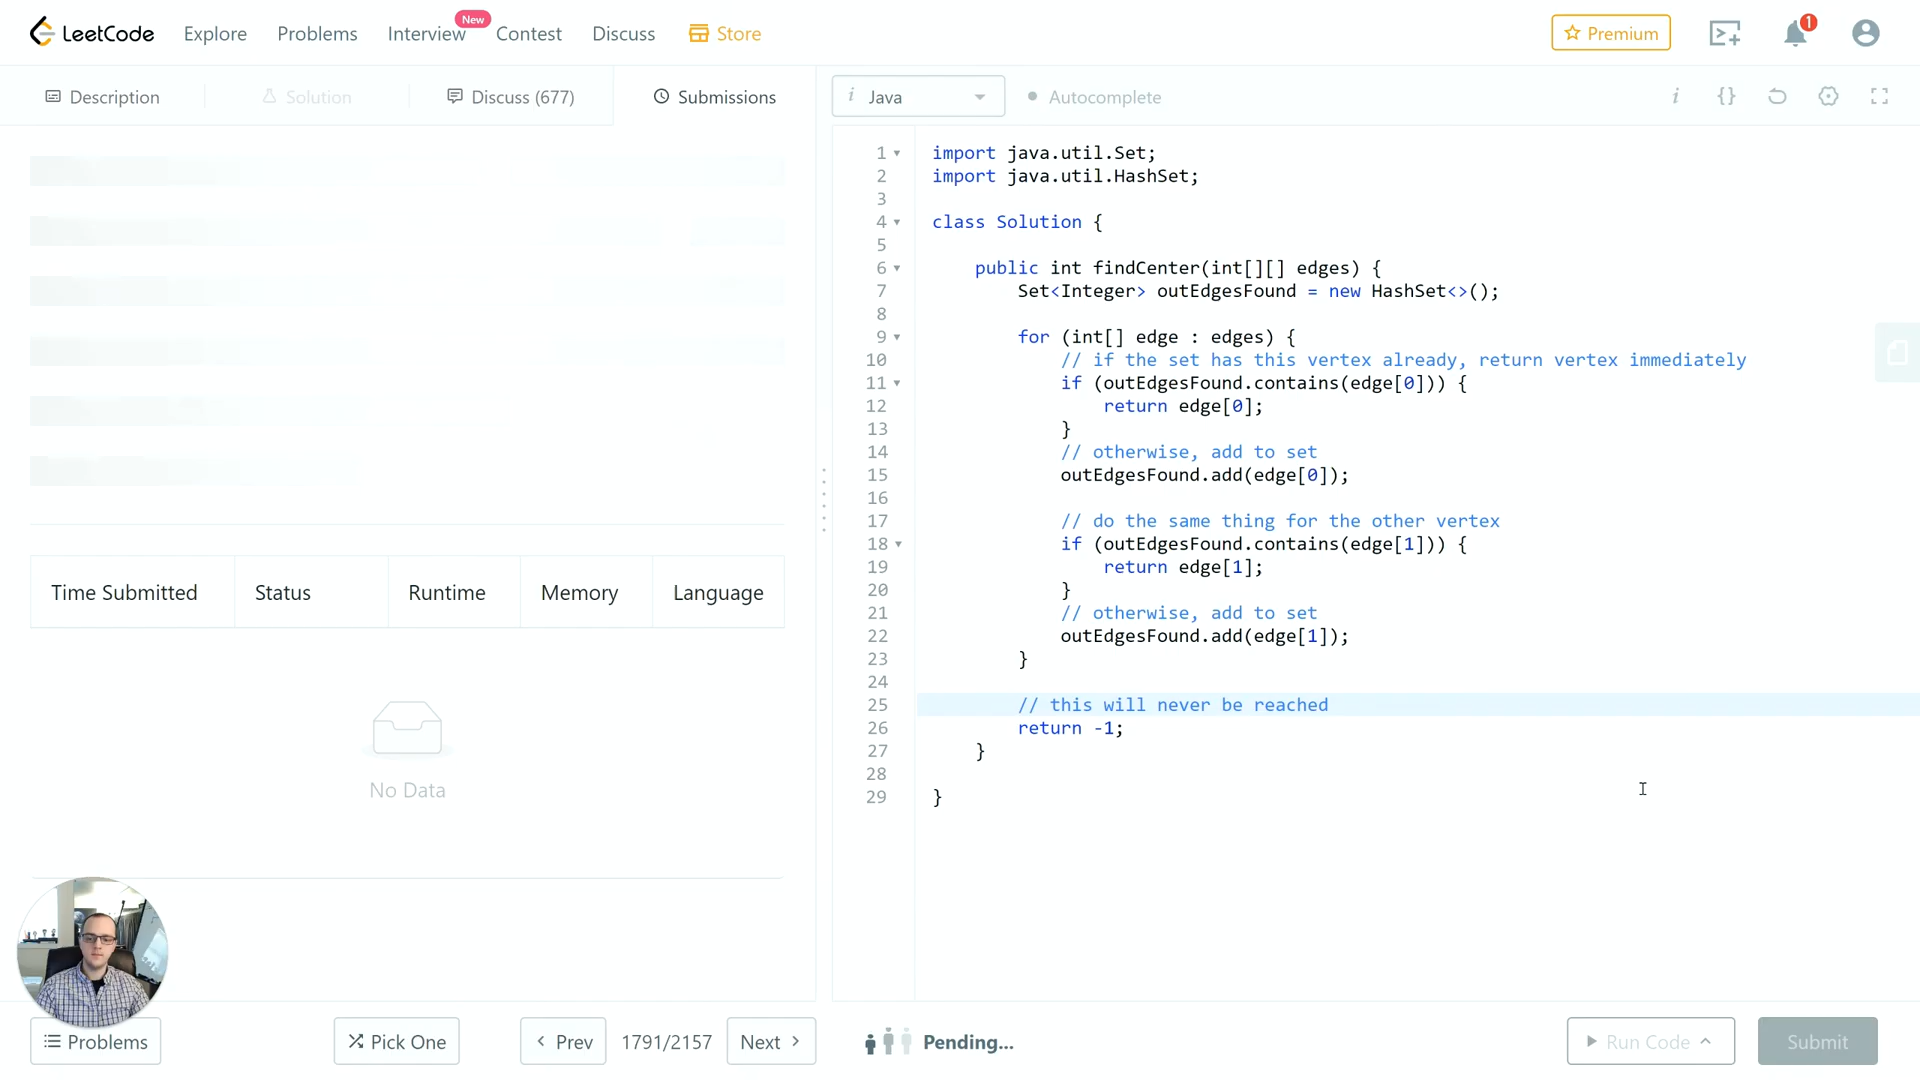 LeetCode Explore Problems Interview New Contest Discuss Store Premium 1
Description Solution Discuss (677) Submissions
i Java Autocomplete i {}
Time Submitted Status Runtime Memory Language
No Data
1 import java.util.Set;
2 import java.util.HashSet;
3
4 class Solution {
5
6 public int findCenter(int[][] edges) {
7 Set<Integer> outEdgesFound = new HashSet<>();
8
9 for (int[] edge : edges) {
10 // if the set has this vertex already, return vertex immediately
11 if (outEdgesFound.contains(edge[0])) {
12 return edge[0];
13 }
14 // otherwise, add to set
15 outEdgesFound.add(edge[0]);
16
17 // do the same thing for the other vertex
18 if (outEdgesFound.contains(edge[1])) {
19 return edge[1];
20 }
21 // otherwise, add to set
22 outEdgesFound.add(edge[1]);
23 }
24
25 // this will never be reached
26 return -1;
27 }
28
29 }
Problems Pick One Prev 1791/2157 Next Pending... Run Code Submit